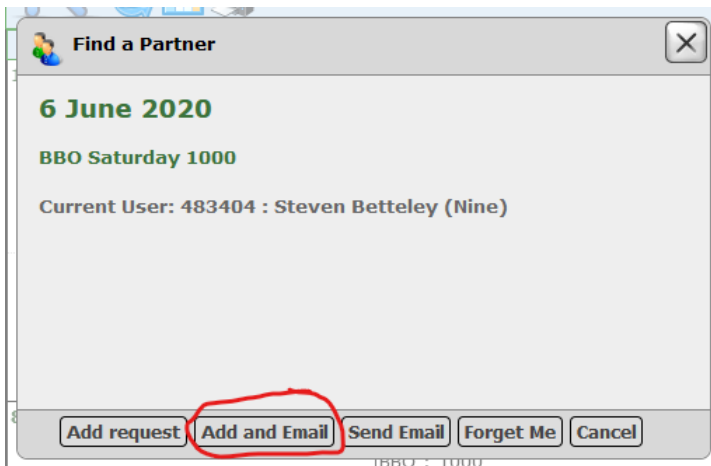 Find a Partner
6 June 2020
BBO Saturday 1000
Current User: 483404 : Steven Betteley (Nine)
Add request Add and Email Send Email Forget Me Cancel